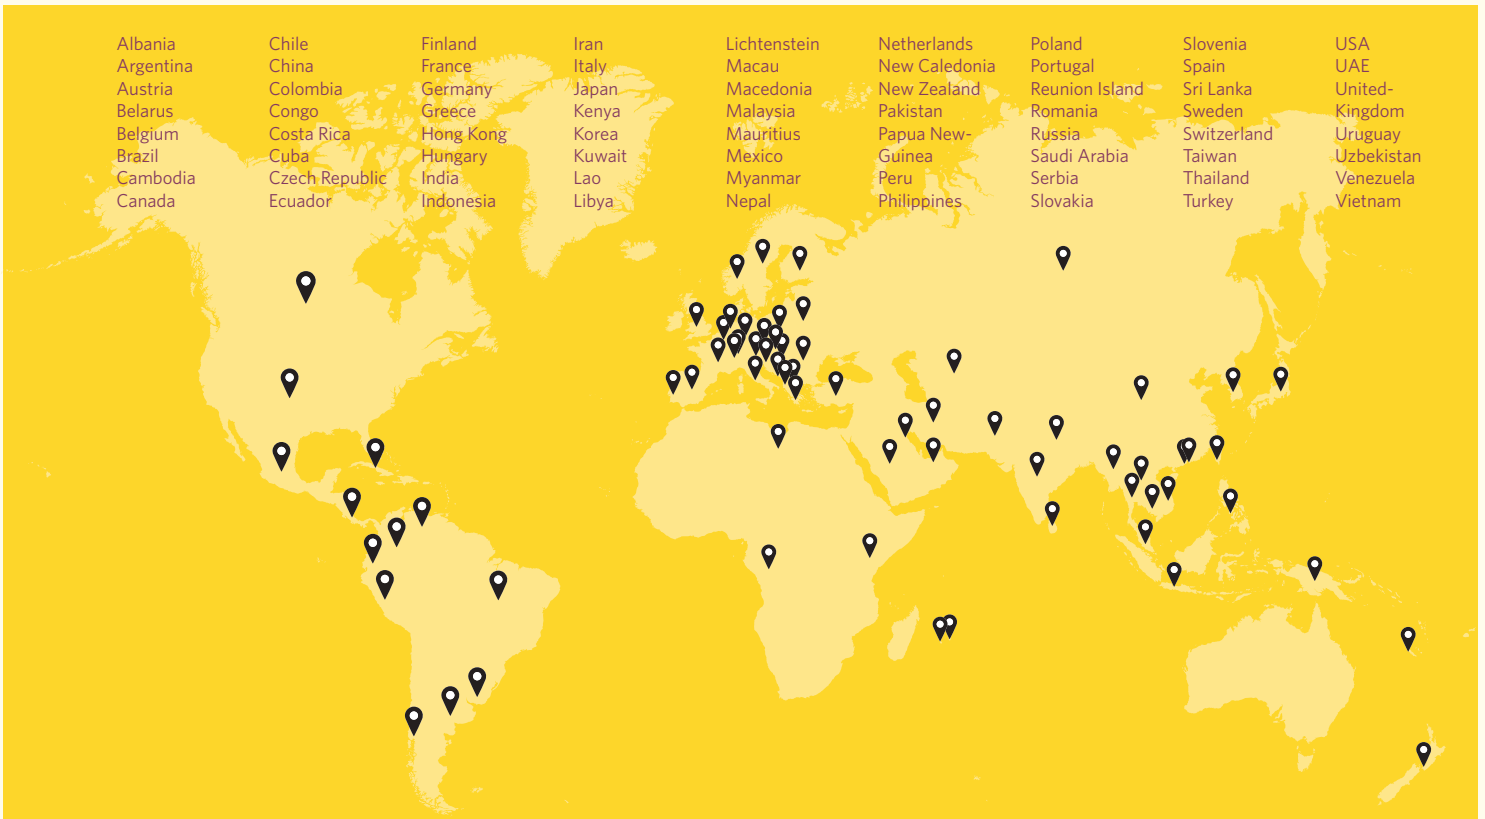 Albania
Argentina
Austria
Belarus
Belgium
Brazil
Cambodia
Canada
Chile
China
Colombia
Congo
Costa Rica
Cuba
Czech Republic
Ecuador
Finland
France
Germany
Greece
Hong Kong
Hungary
India
Indonesia
Iran
Italy
Japan
Kenya
Korea
Kuwait
Lao
Libya
Lichtenstein
Macau
Macedonia
Malaysia
Mauritius
Mexico
Myanmar
Nepal
Netherlands
New Caledonia
New Zealand
Pakistan
Papua New-
Guinea
Peru
Philippines
Poland
Portugal
Reunion Island
Romania
Russia
Saudi Arabia
Serbia
Slovakia
Slovenia
Spain
Sri Lanka
Sweden
Switzerland
Taiwan
Thailand
Turkey
USA
UAE
United-
Kingdom
Uruguay
Uzbekistan
Venezuela
Vietnam